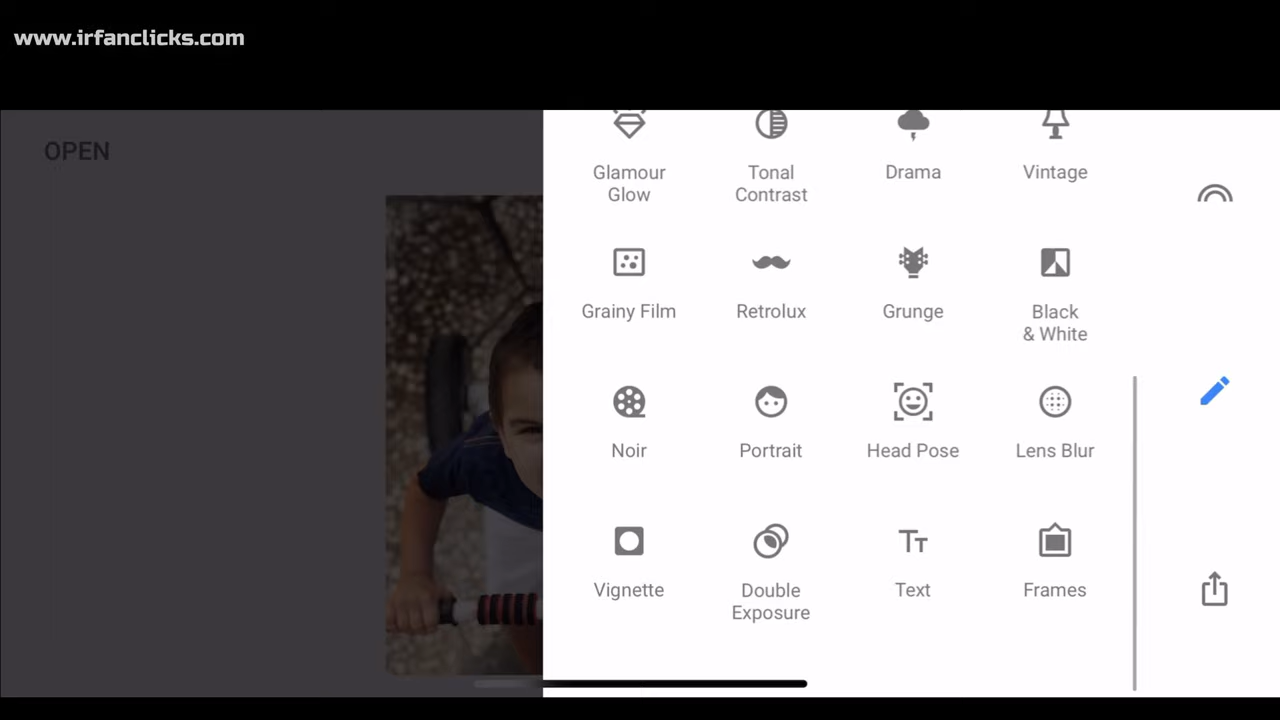 www.irfanclicks.com
OPEN
Glamour
Glow
Tonal
Contrast
Drama
Vintage
Grainy Film
Retrolux
Grunge
Black
& White
Noir
Portrait
Head Pose
Lens Blur
Vignette
Double
Exposure
Text
Frames